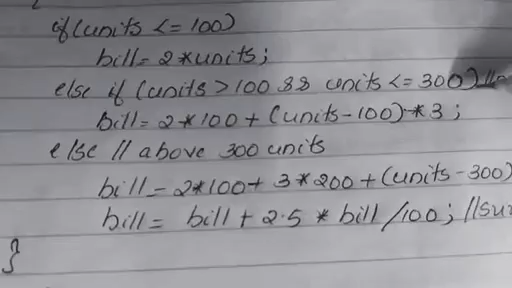 if(units <= 100)
bill= 2*units;
else if (units > 100 && units <= 300) //
bill= 2*100+(units-100)*3;
else // above 300 units
bill=2*100+ 3*200+(units-300)
bill= bill+2.5 * bill/100; //sur
}